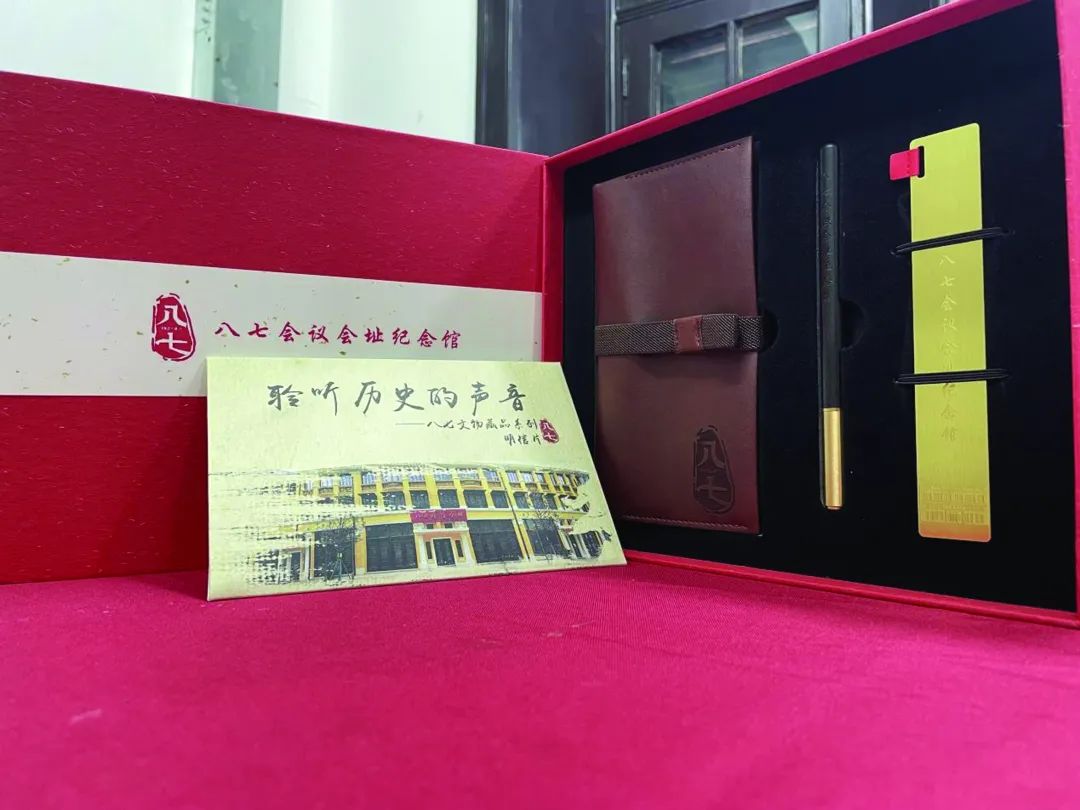 八七
八七会议会址纪念馆
聆听历史的声音
——八七文物藏品系列
明信片
八七
八七
八七会议会址纪念馆